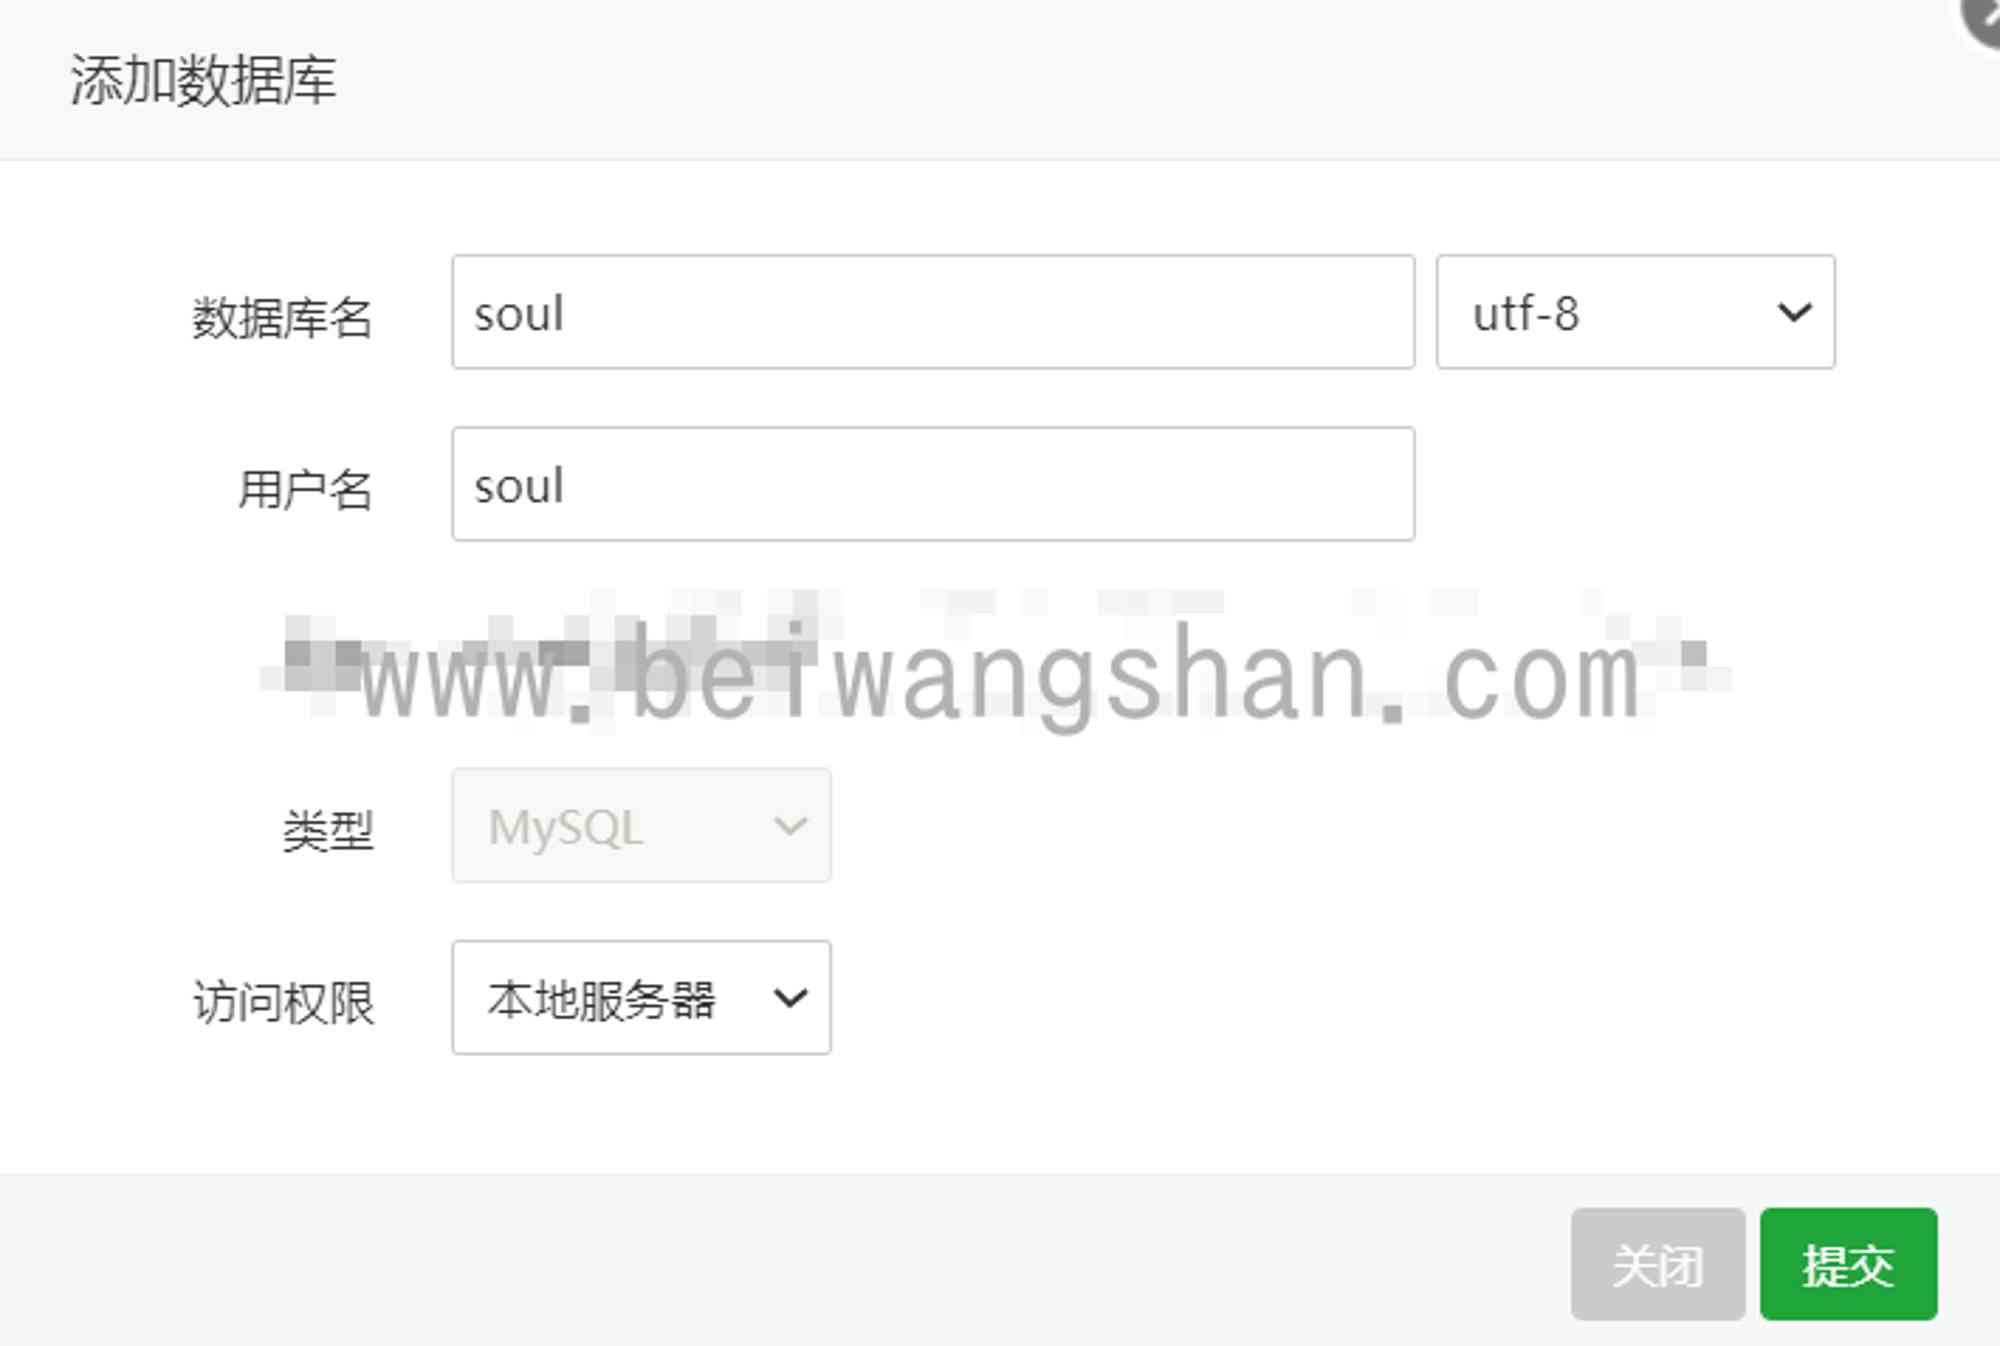 添加数据库
数据库名 soul utf-8
用户名 soul
www.beiwangshan.com
类型 MySQL
访问权限 本地服务器
关闭 提交